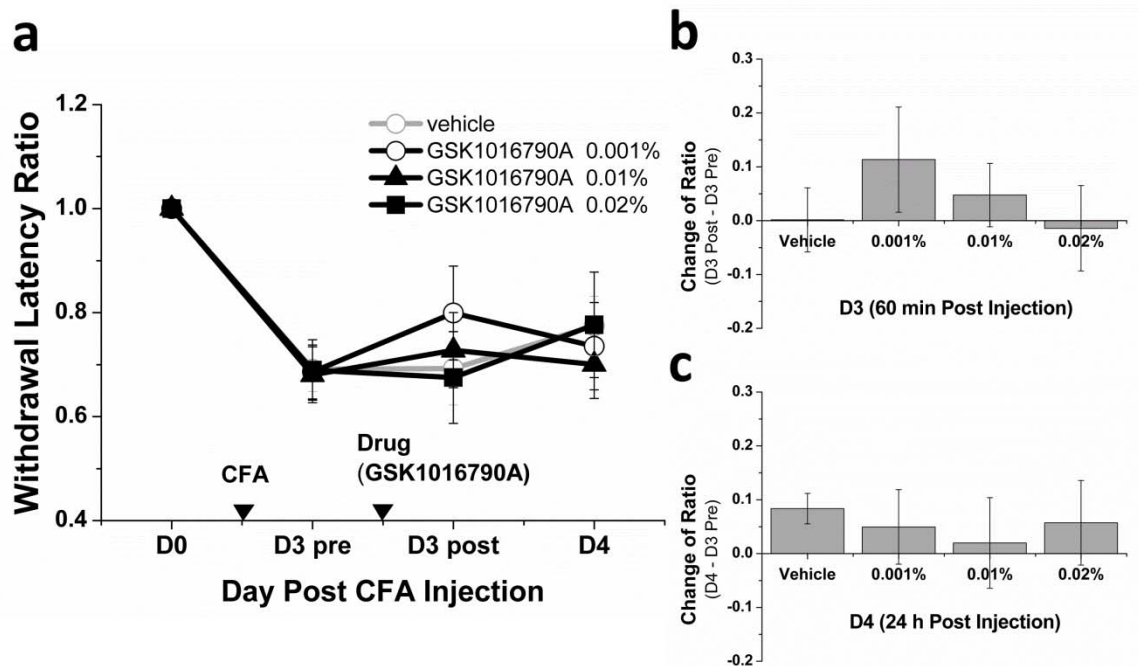 a
Withdrawal Latency Ratio
1.2
1.0
0.8
0.6
0.4
vehicle
GSK1016790A 0.001%
GSK1016790A 0.01%
GSK1016790A 0.02%
CFA
Drug
(GSK1016790A)
D0 D3 pre D3 post D4
Day Post CFA Injection
b
Change of Ratio
(D3 Post - D3 Pre)
0.3
0.2
0.1
0.0
-0.1
-0.2
Vehicle 0.001% 0.01% 0.02%
D3 (60 min Post Injection)
c
Change of Ratio
(D4 - D3 Pre)
0.3
0.2
0.1
0.0
-0.1
-0.2
Vehicle 0.001% 0.01% 0.02%
D4 (24 h Post Injection)